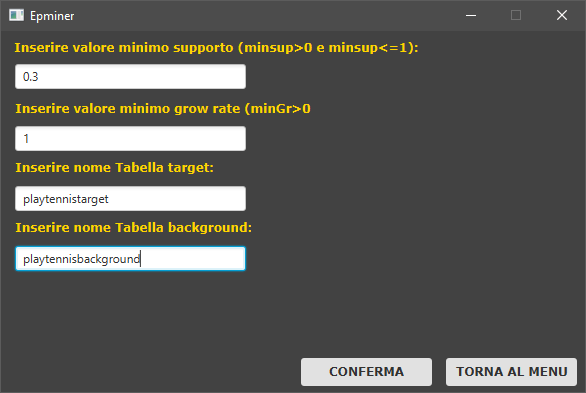 Epminer
Inserire valore minimo supporto (minsup>0 e minsup<=1):
0.3
Inserire valore minimo grow rate (minGr>0
1
Inserire nome Tabella target:
playtennistarget
Inserire nome Tabella background:
playtennisbackground
CONFERMA TORNA AL MENU